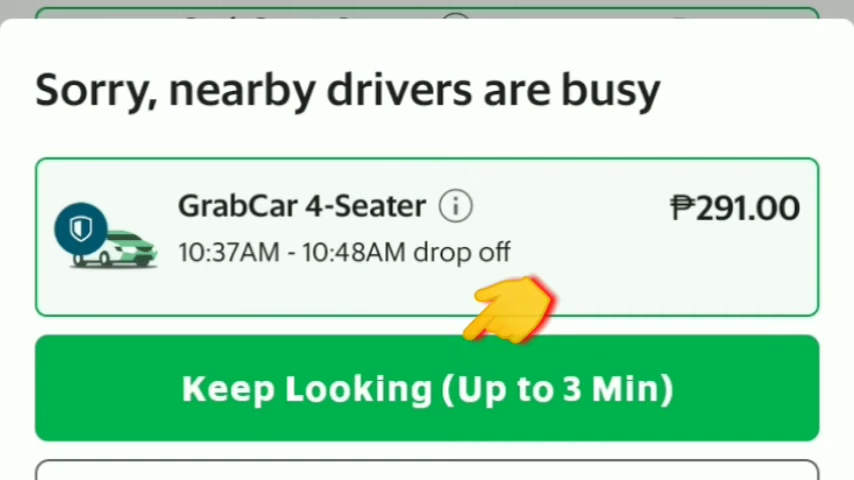 Sorry, nearby drivers are busy
GrabCar 4-Seater
₱291.00
10:37AM - 10:48AM drop off
Keep Looking (Up to 3 Min)